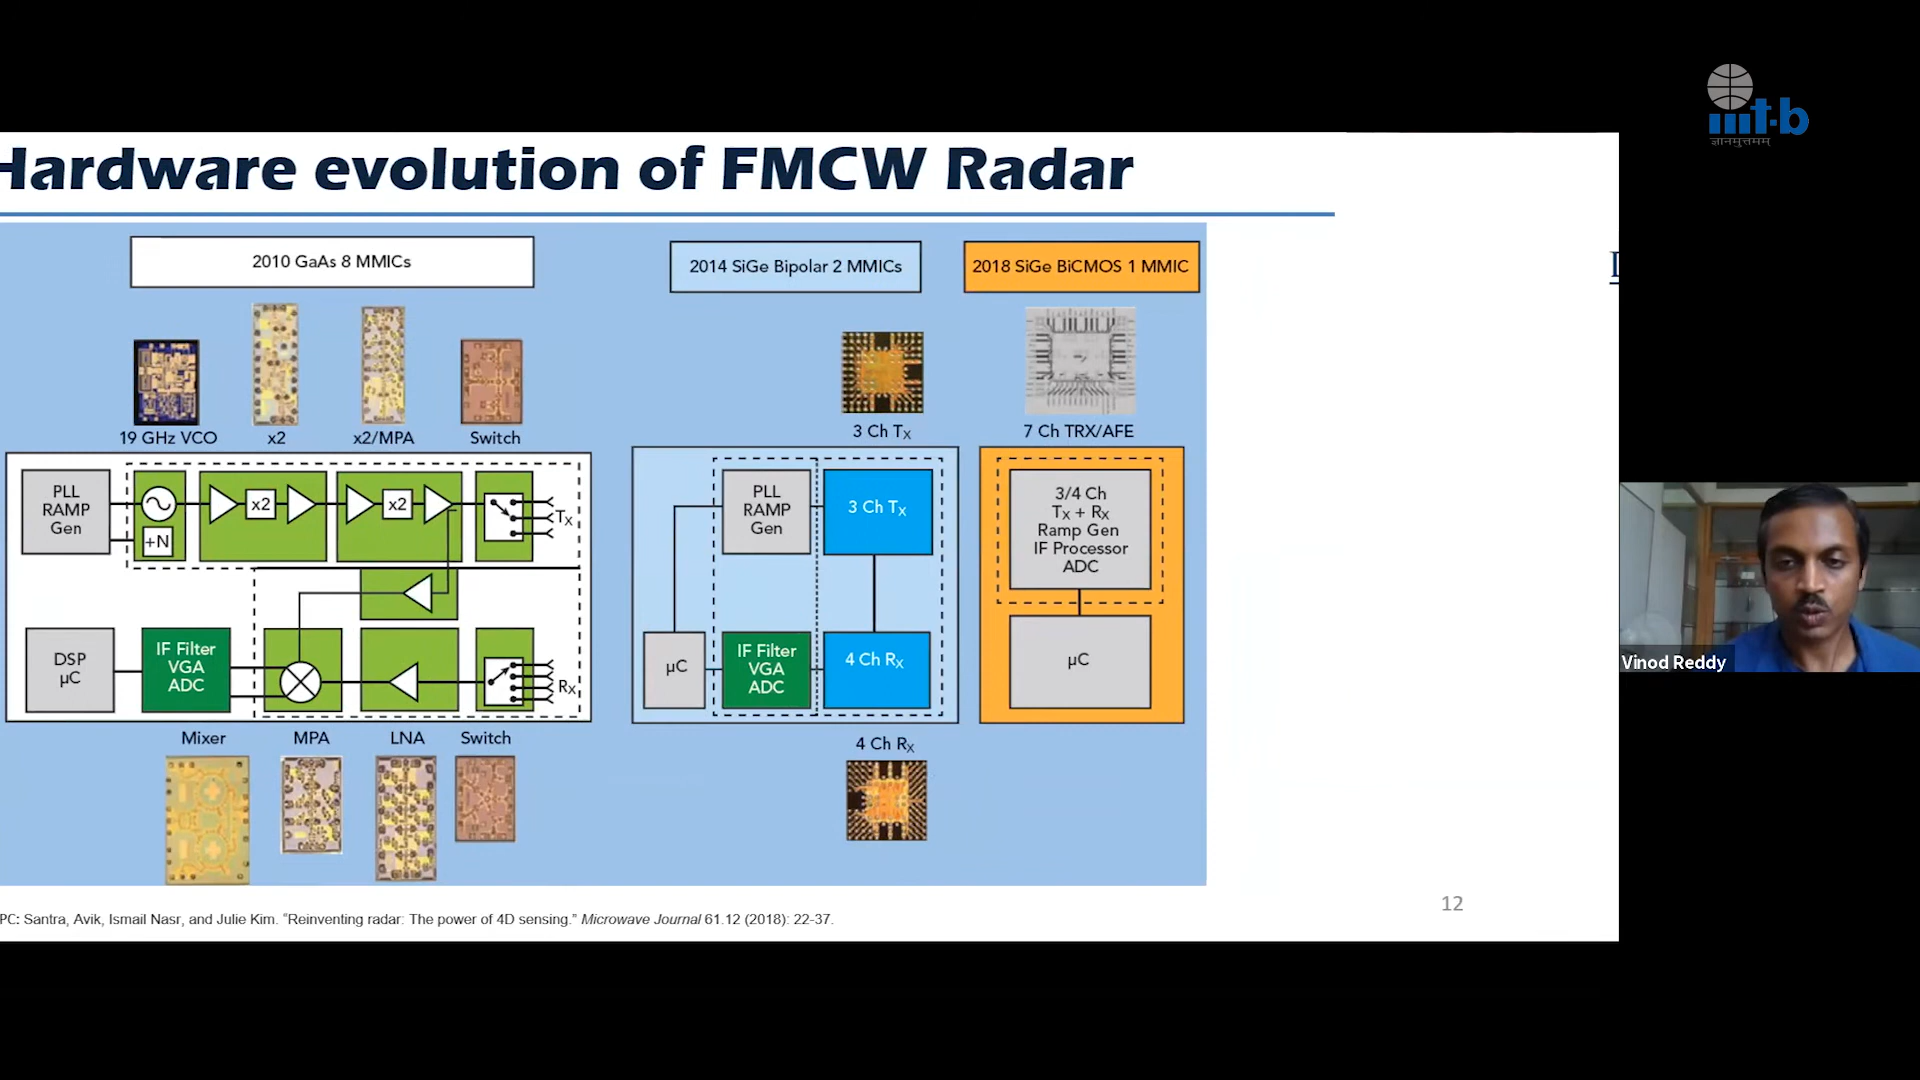 iiit-b
ज्ञानमुत्तमम्
Hardware evolution of FMCW Radar
2010 GaAs 8 MMICs
2014 SiGe Bipolar 2 MMICs
2018 SiGe BiCMOS 1 MMIC
19 GHz VCO
x2
x2/MPA
Switch
3 Ch Tx
7 Ch TRX/AFE
PLL
RAMP
Gen
+N
x2
x2
Tx
DSP
µC
IF Filter
VGA
ADC
Rx
Mixer
MPA
LNA
Switch
PLL
RAMP
Gen
3 Ch Tx
µC
IF Filter
VGA
ADC
4 Ch Rx
4 Ch Rx
3/4 Ch
Tx + Rx
Ramp Gen
IF Processor
ADC
µC
Vinod Reddy
12
PC: Santra, Avik, Ismail Nasr, and Julie Kim. “Reinventing radar: The power of 4D sensing.” Microwave Journal 61.12 (2018): 22-37.